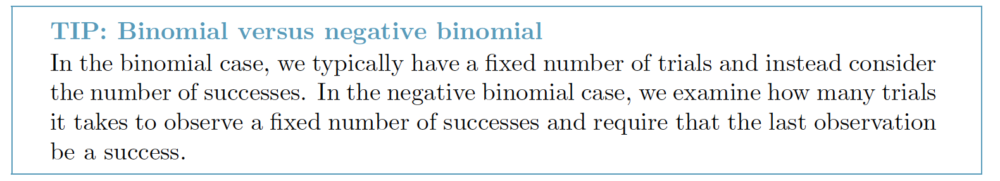 TIP: Binomial versus negative binomial
In the binomial case, we typically have a fixed number of trials and instead consider
the number of successes. In the negative binomial case, we examine how many trials
it takes to observe a fixed number of successes and require that the last observation
be a success.